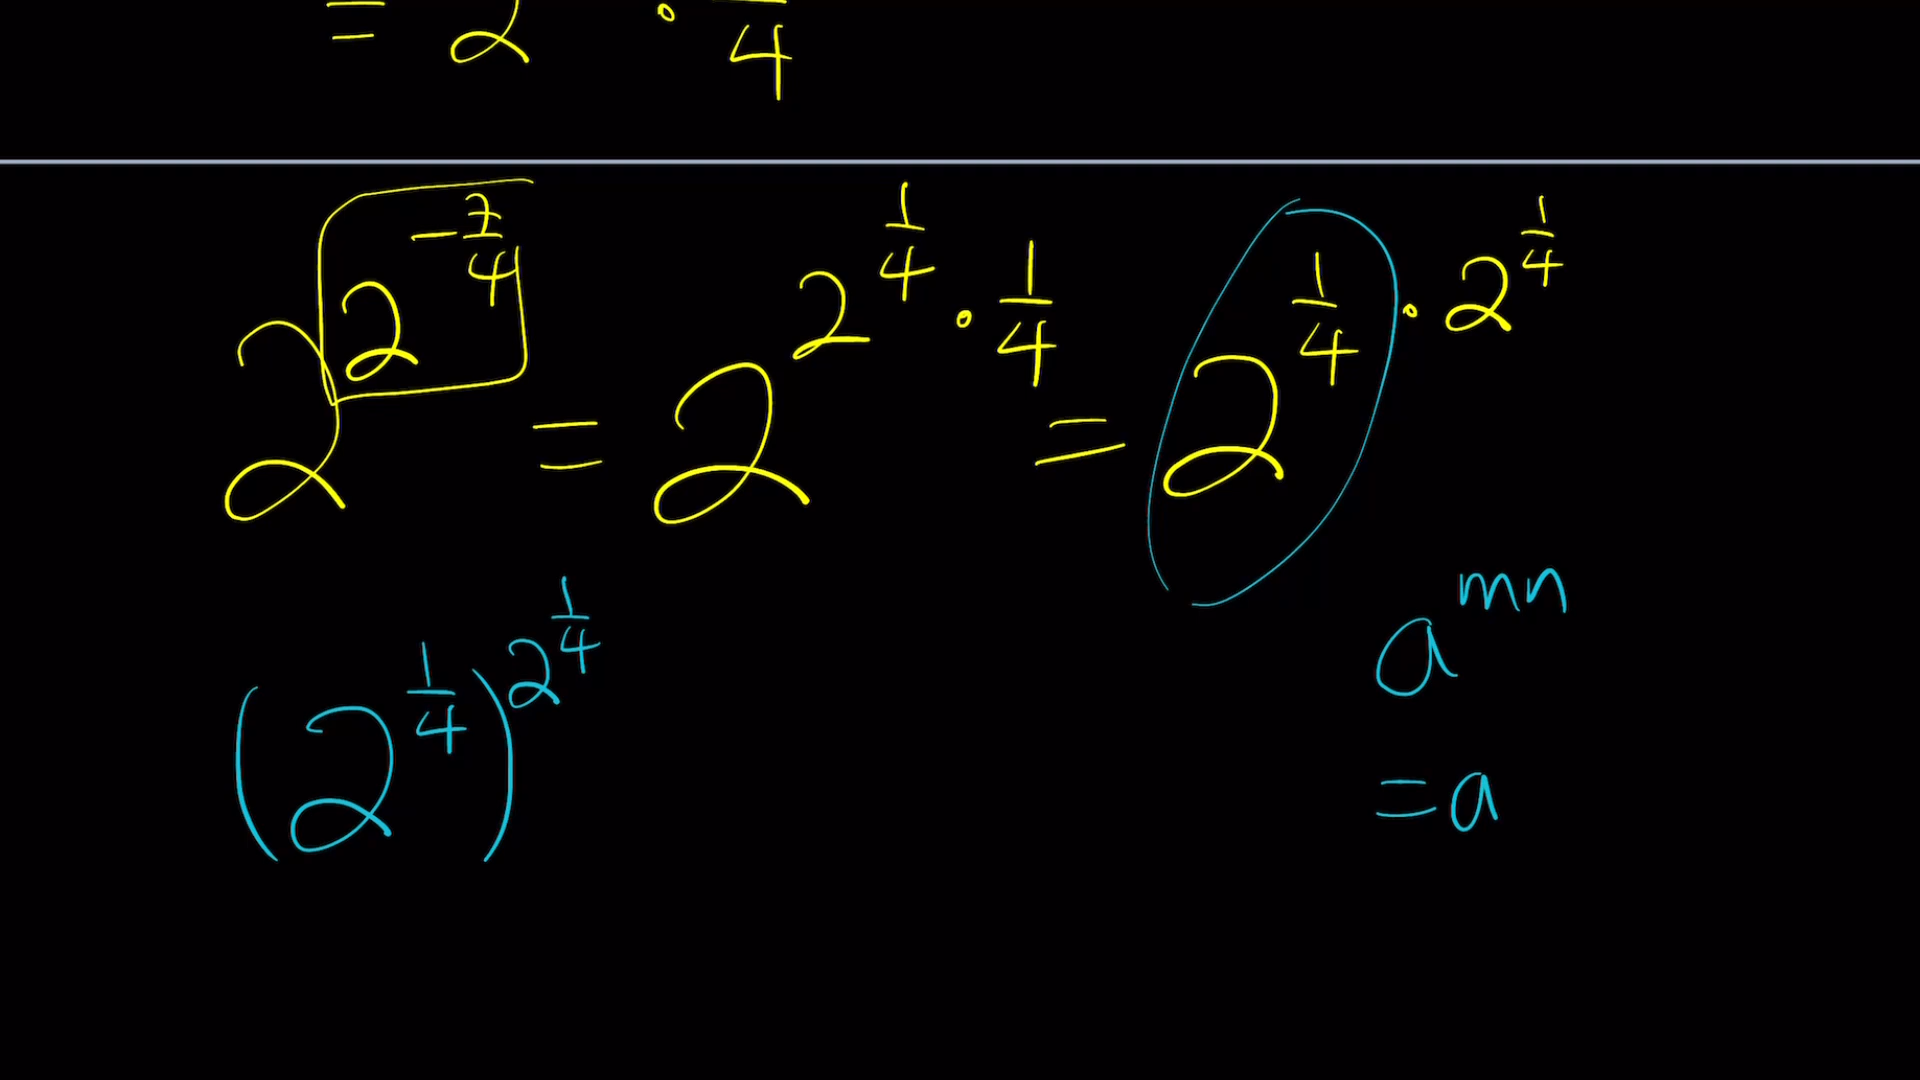 = 2 · 4
2^{2^{-7/4}} = 2^{2^{1/4} · 1/4} = 2^{1/4 · 2^{1/4}}
(2^{1/4})^{2^{1/4}}
a^{mn}
= a